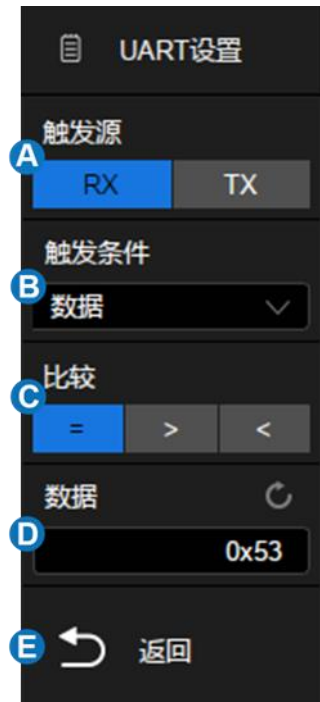 UART设置
触发源
A
RX TX
触发条件
B
数据
比较
C
= > <
数据
D
0x53
E
返回